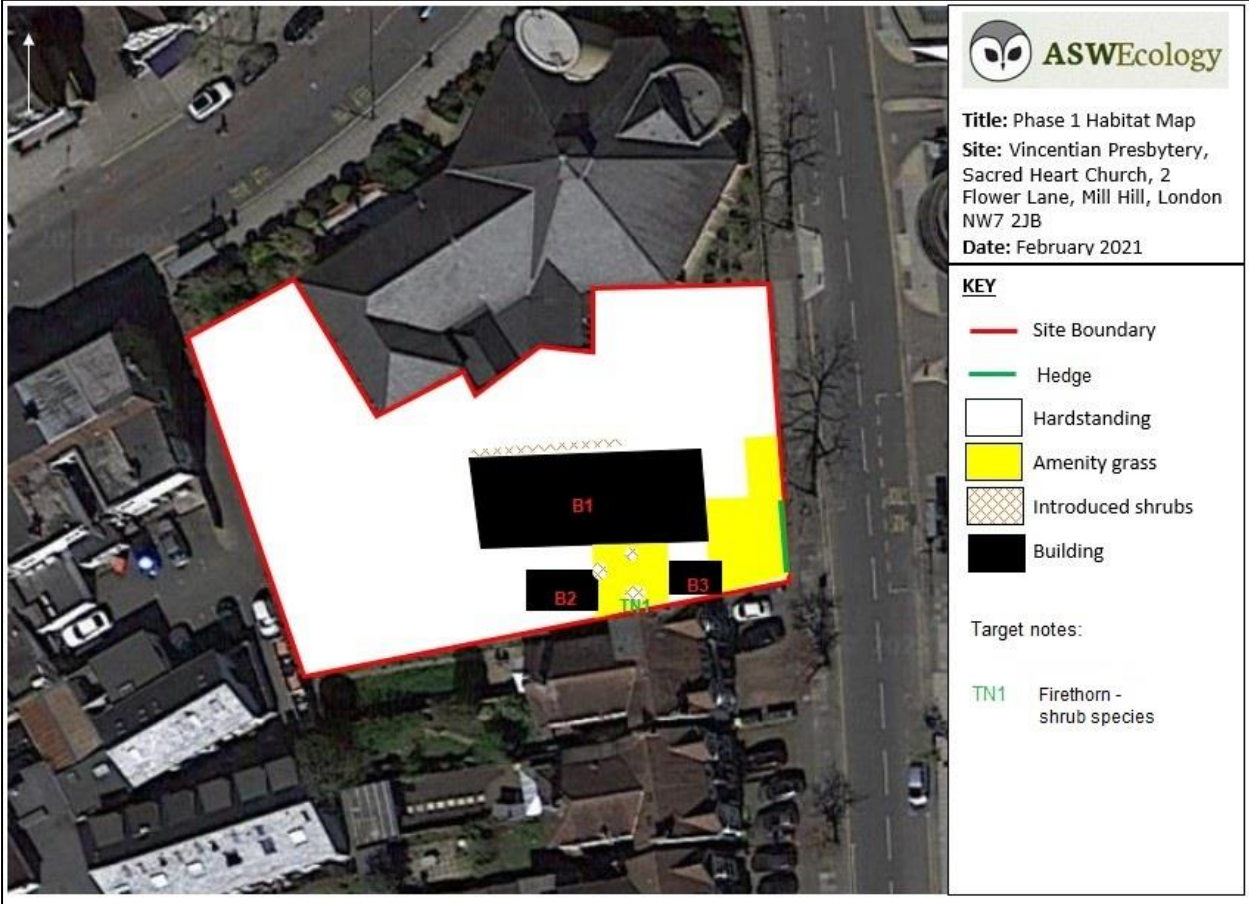 ASWEcology
Title: Phase 1 Habitat Map
Site: Vincentian Presbytery,
Sacred Heart Church, 2
Flower Lane, Mill Hill, London
NW7 2JB
Date: February 2021
KEY
Site Boundary
Hedge
Hardstanding
Amenity grass
Introduced shrubs
Building
Target notes:
TN1 Firethorn -
shrub species
B1
B2
B3
TN1